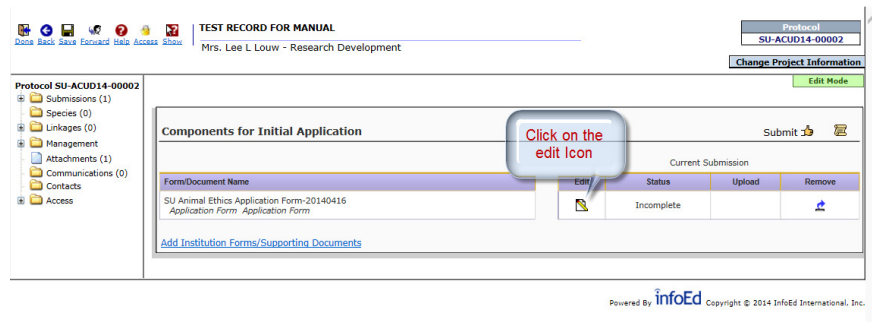 TEST RECORD FOR MANUAL
Mrs. Lee L Louw - Research Development
Done Back Save Forward Help Access Show
Protocol
SU-ACUD14-00002
Change Project Information
Edit Mode
Protocol SU-ACUD14-00002
Submissions (1)
Species (0)
Linkages (0)
Management
Attachments (1)
Communications (0)
Contacts
Access
Components for Initial Application
Click on the
edit Icon
Submit
Current Submission
Form/Document Name
Edit Status Upload Remove
SU Animal Ethics Application Form-20140416
Application Form Application Form
Incomplete
Add Institution Forms/Supporting Documents
Powered By infoEd Copyright © 2014 InfoEd International, Inc.